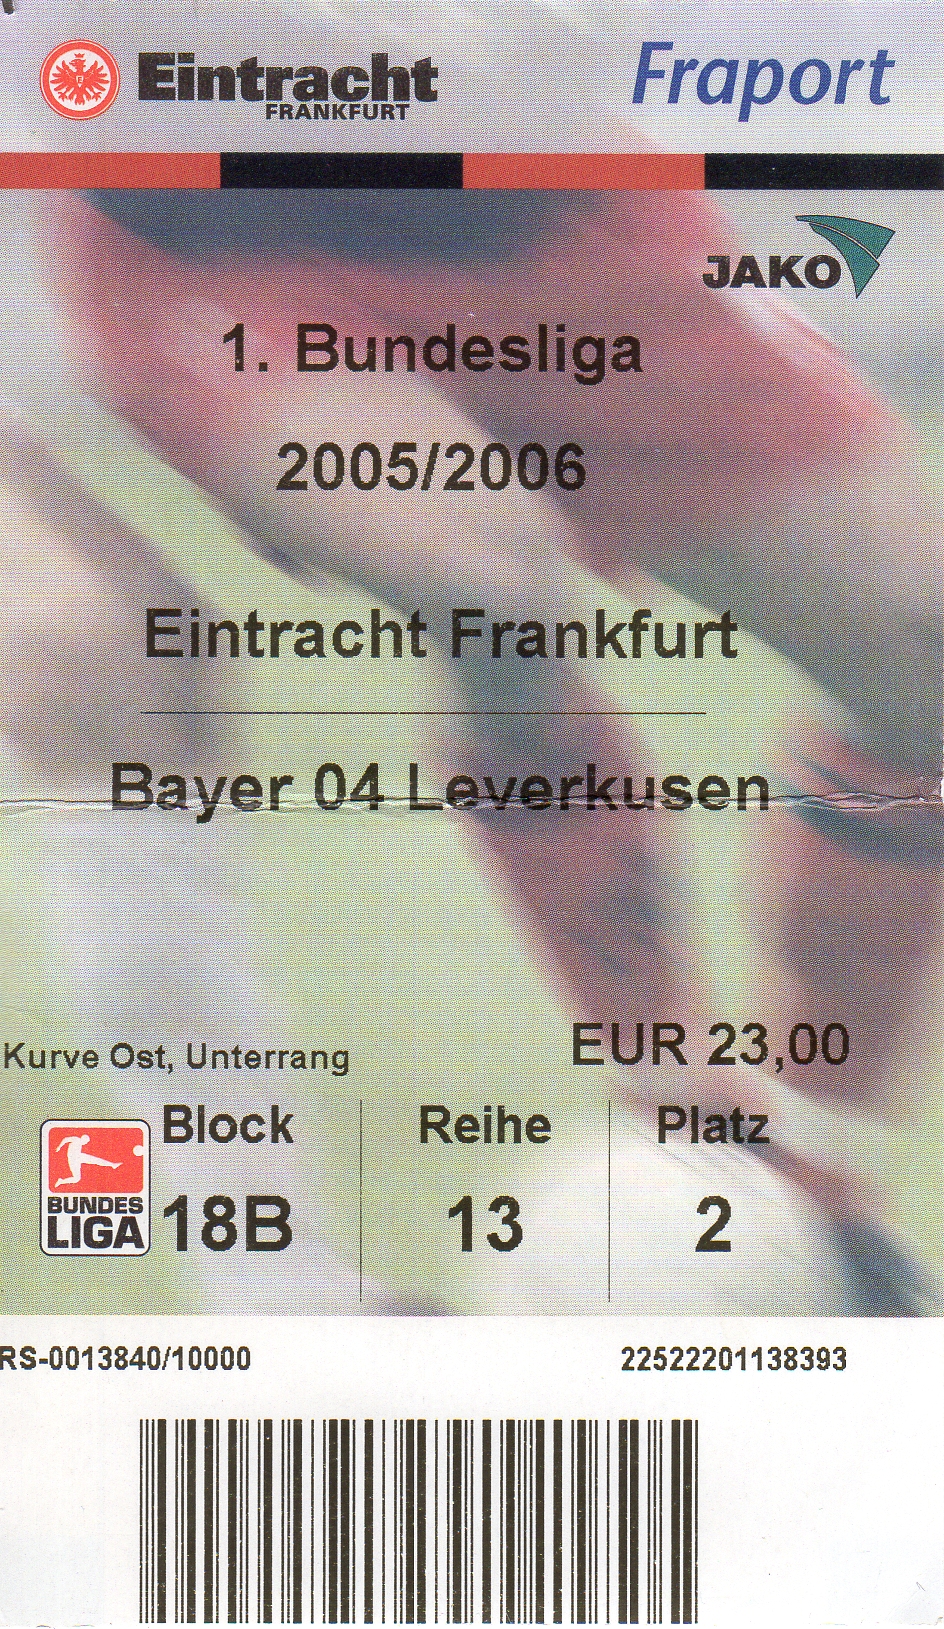 Eintracht
FRANKFURT
Fraport
JAKO
1. Bundesliga
2005/2006
Eintracht Frankfurt
Bayer 04 Leverkusen
EUR 23,00
Kurve Ost, Unterrang
Block Reihe Platz
18B 13 2
BUNDES
LIGA
RS-0013840/10000 22522201138393